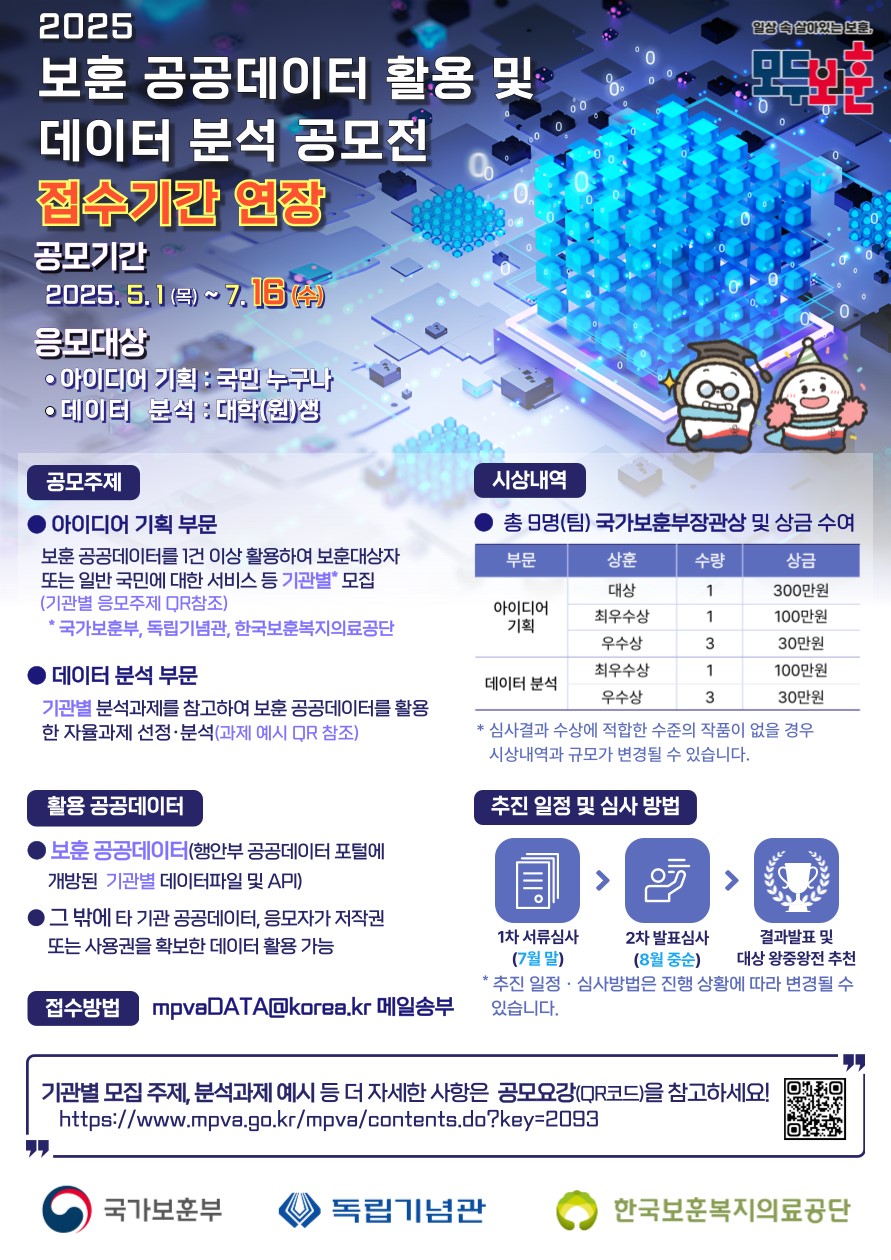 2025
보훈 공공데이터 활용 및
데이터 분석 공모전
접수기간 연장
공모기간
2025. 5. 1 (목) ~ 7. 16 (수)
응모대상
• 아이디어 기획 : 국민 누구나
• 데이터 분석 : 대학(원)생
일상 속 살아있는 보훈,
모두의보훈
공모주제
● 아이디어 기획 부문
보훈 공공데이터를 1건 이상 활용하여 보훈대상자
또는 일반 국민에 대한 서비스 등 기관별* 모집
(기관별 응모주제 QR참조)
* 국가보훈부, 독립기념관, 한국보훈복지의료공단
● 데이터 분석 부문
기관별 분석과제를 참고하여 보훈 공공데이터를 활용
한 자율과제 선정·분석(과제 예시 QR 참조)
시상내역
● 총 9명(팀) 국가보훈부장관상 및 상금 수여
부문 상훈 수량 상금
아이디어 기획 대상 1 300만원
최우수상 1 100만원
우수상 3 30만원
데이터 분석 최우수상 1 100만원
우수상 3 30만원
* 심사결과 수상에 적합한 수준의 작품이 없을 경우
시상내역과 규모가 변경될 수 있습니다.
활용 공공데이터
● 보훈 공공데이터(행안부 공공데이터 포털에
개방된 기관별 데이터파일 및 API)
● 그 밖에 타 기관 공공데이터, 응모자가 저작권
또는 사용권을 확보한 데이터 활용 가능
접수방법 mpvaDATA@korea.kr 메일송부
추진 일정 및 심사 방법
1차 서류심사
(7월 말)
2차 발표심사
(8월 중순)
결과발표 및
대상 왕중왕전 추천
* 추진 일정 · 심사방법은 진행 상황에 따라 변경될 수
있습니다.
기관별 모집 주제, 분석과제 예시 등 더 자세한 사항은 공모요강(QR코드)을 참고하세요!
https://www.mpva.go.kr/mpva/contents.do?key=2093
국가보훈부
독립기념관
한국보훈복지의료공단